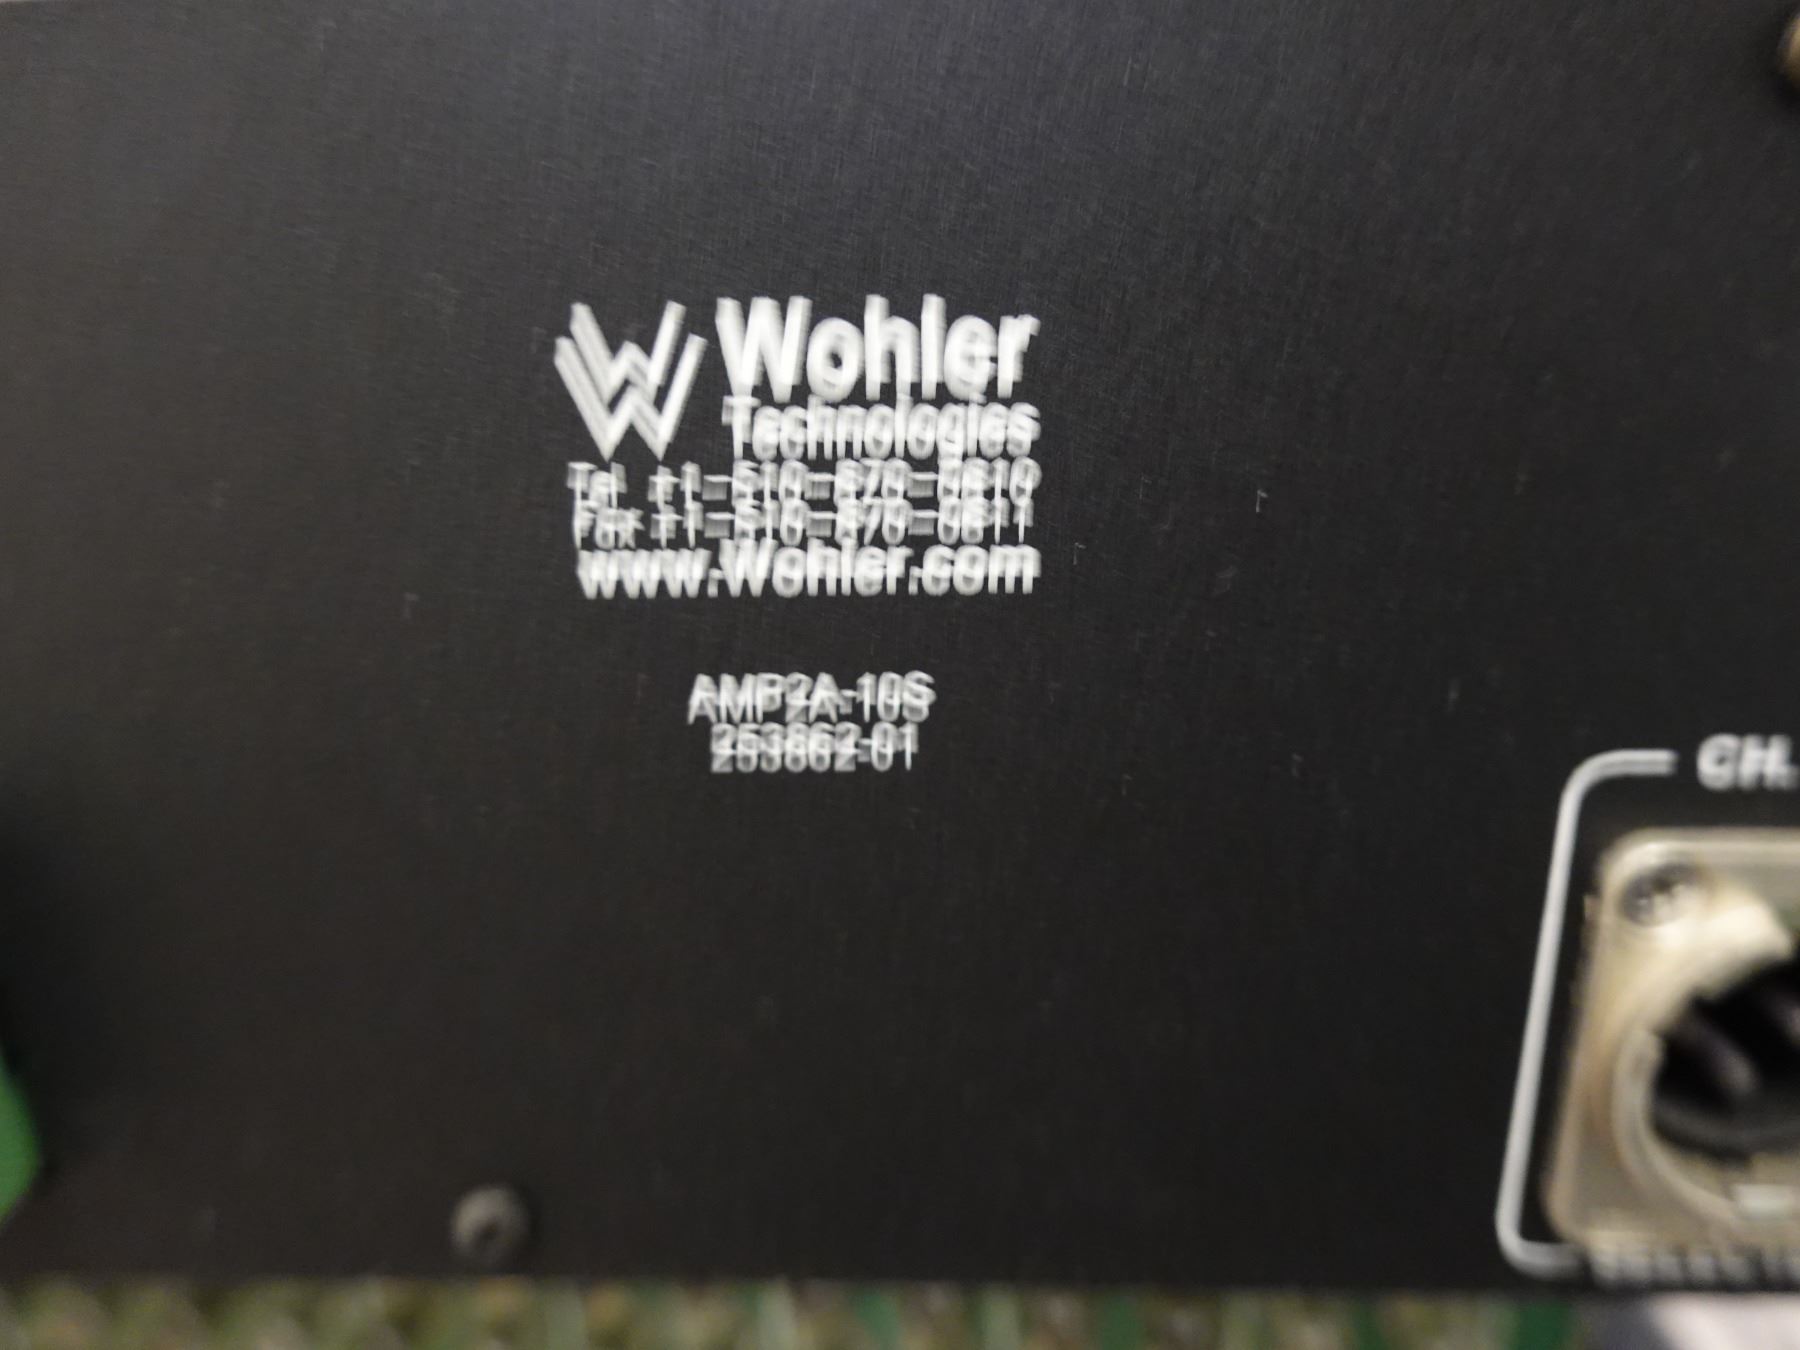 Wohler
Technologies
Tel +1-510-870-0810
Fax +1-510-870-0811
www.Wohler.com
AMP2A-10S
253662-01
CH.